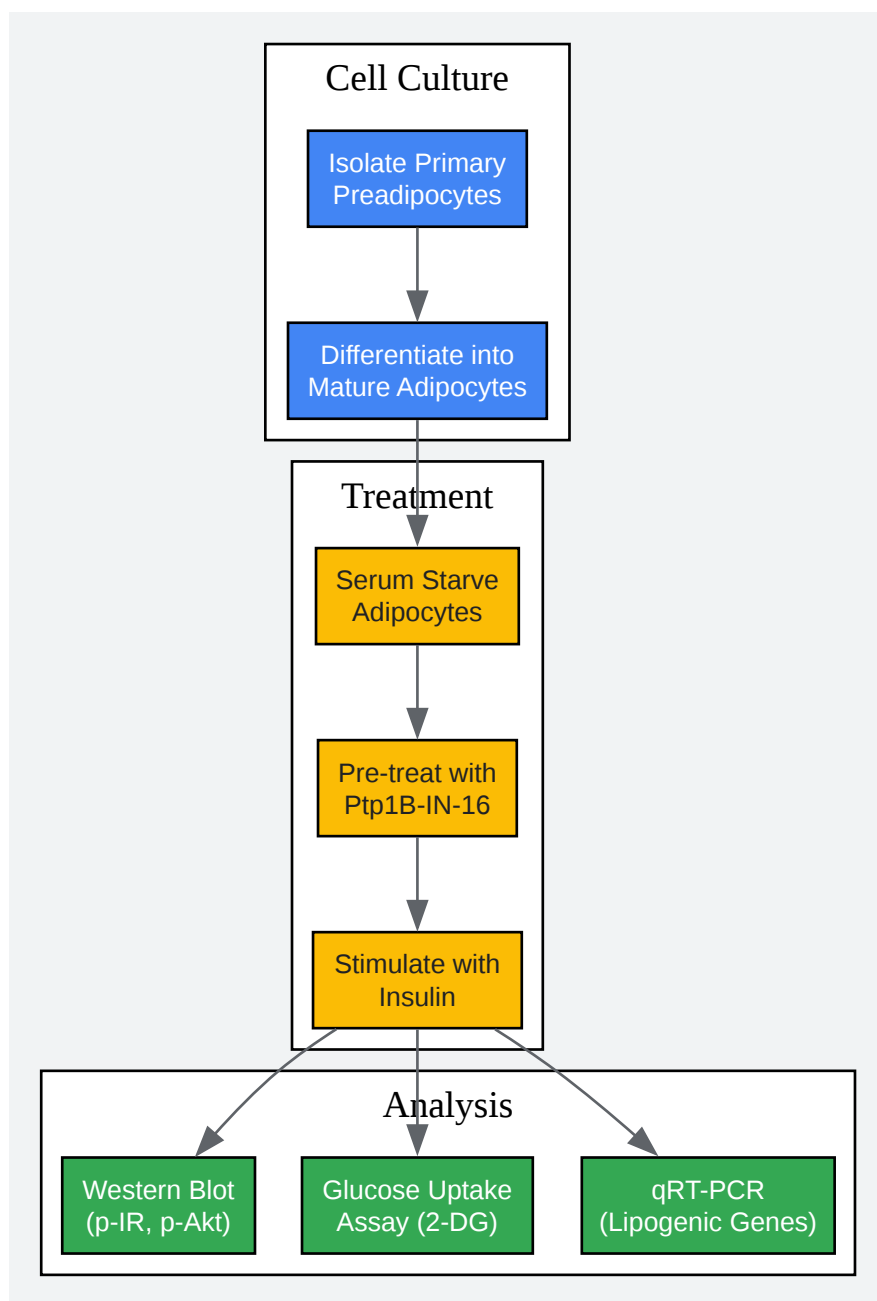 Cell Culture
Isolate Primary
Preadipocytes
Differentiate into
Mature Adipocytes
Treatment
Serum Starve
Adipocytes
Pre-treat with
Ptp1B-IN-16
Stimulate with
Insulin
Analysis
Western Blot
(p-IR, p-Akt)
Glucose Uptake
Assay (2-DG)
qRT-PCR
(Lipogenic Genes)